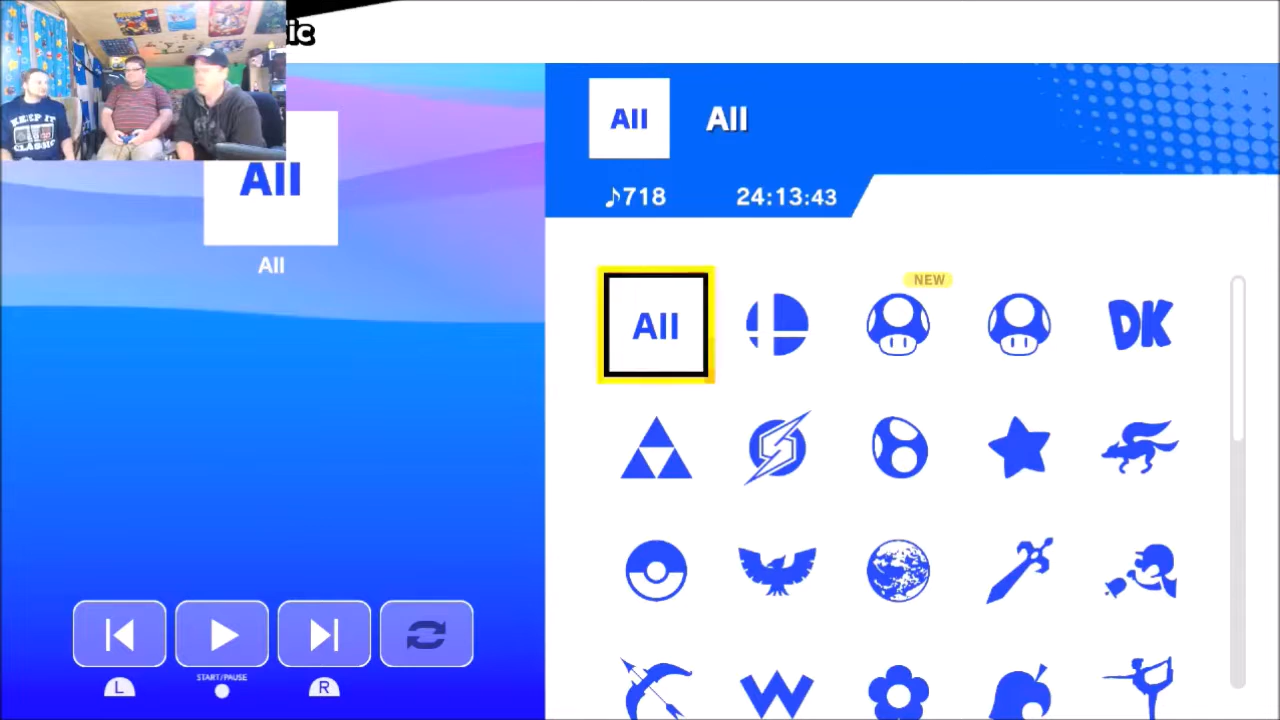 ic
KEEP IT
CLASSIC
All
All
All
All
♪718
24:13:43
All
NEW
DK
L
START/PAUSE
R